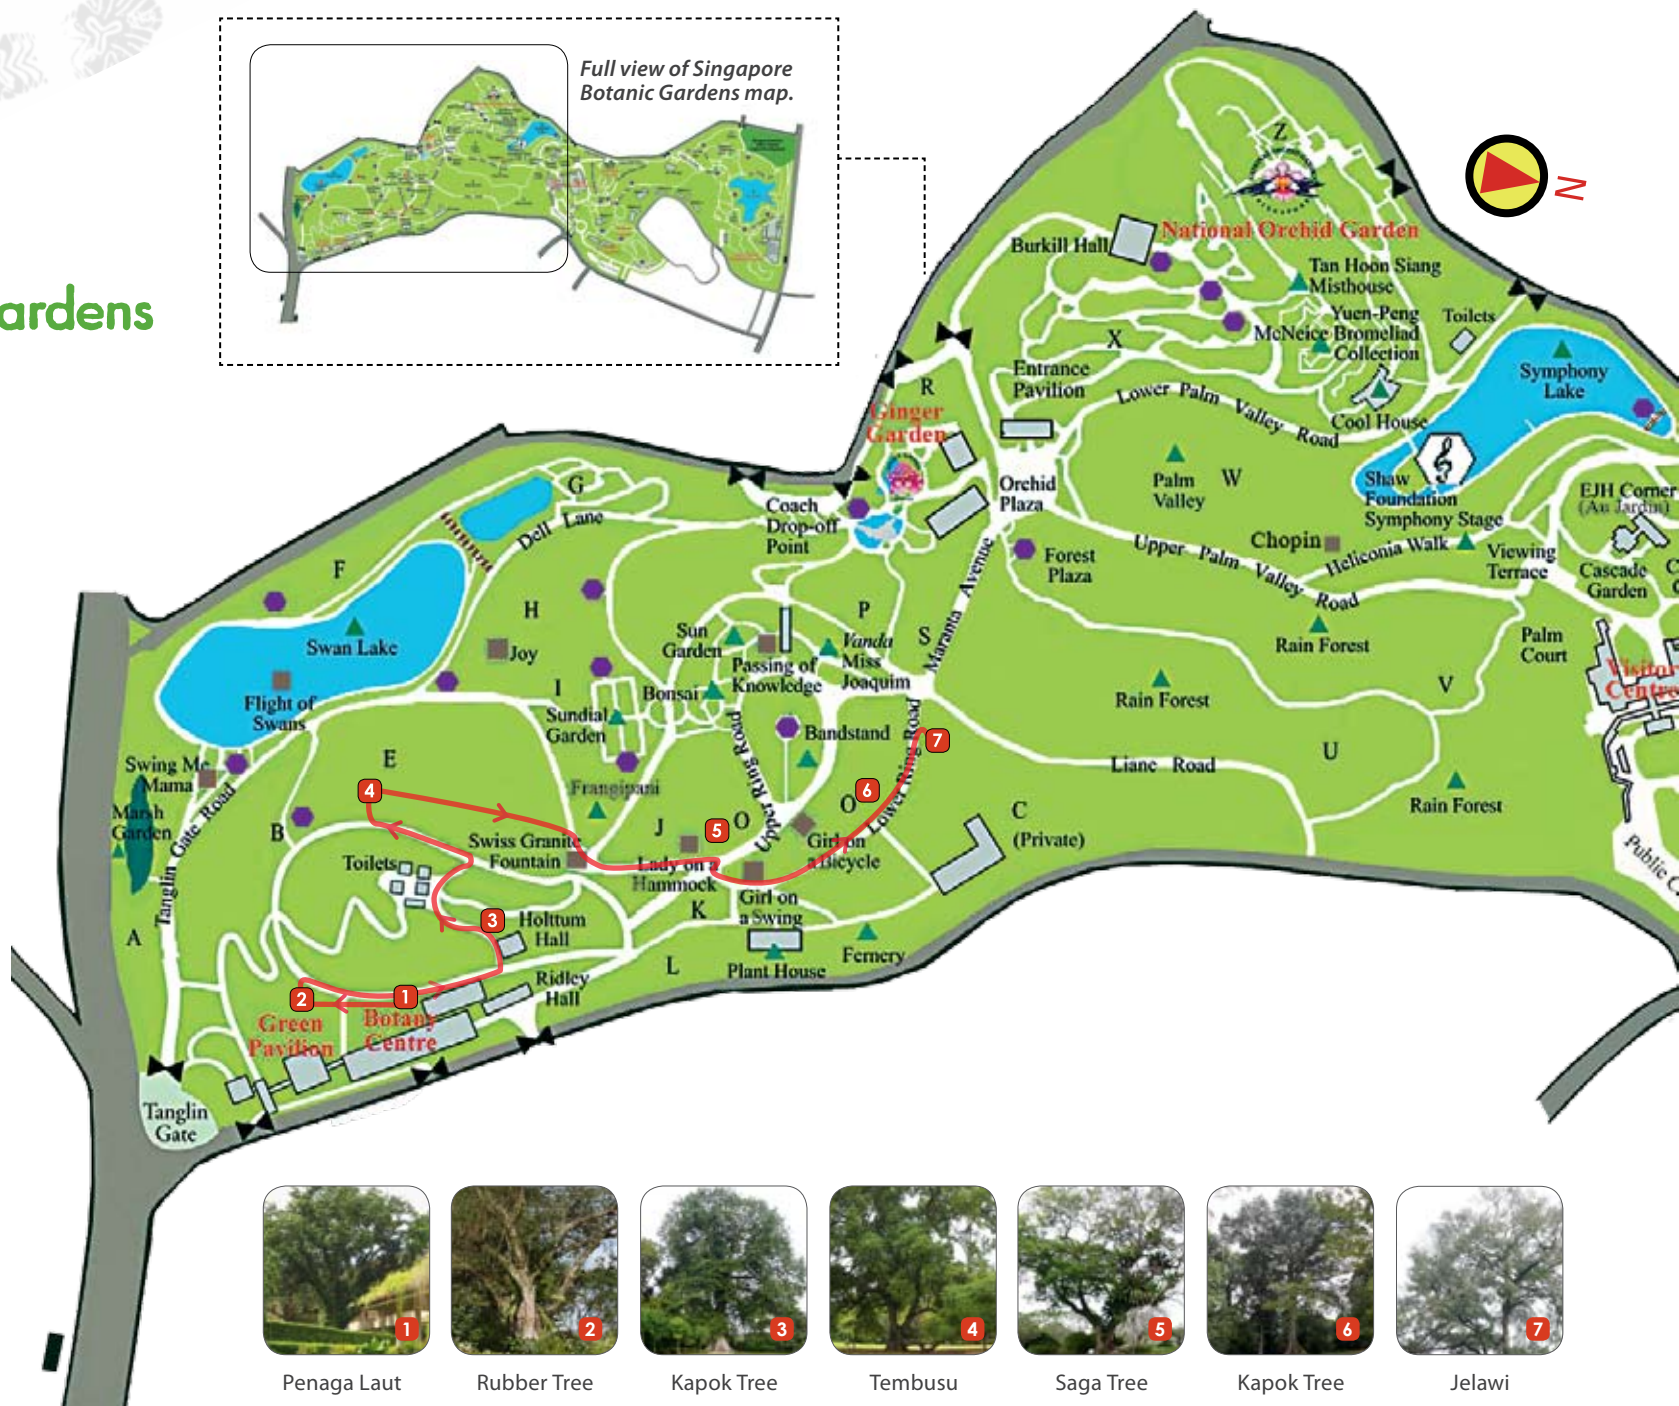 Full view of Singapore
Botanic Gardens map.
ardens
N
Z
National Orchid Garden
Burkill Hall
Tan Hoon Siang
Misthouse
Yuen-Peng
McNeice Bromeliad
Collection
Toilets
X
Entrance
Pavilion
Lower Palm Valley Road
Cool House
Symphony
Lake
R
Ginger
Garden
Palm
Valley
W
Shaw
Foundation
Symphony Stage
EJH Corner
(Au Jardin)
Orchid
Plaza
Coach
Drop-off
Point
G
Dell Lane
Chopin
Heliconia Walk
Viewing
Terrace
Cascade
Garden
C
C
Upper Palm Valley Road
Forest
Plaza
Maranta Avenue
F
H
P
S
Swan Lake
Joy
Sun
Garden
Passing of
Knowledge
Vanda
Miss
Joaquim
Rain Forest
Palm
Court
Visitor
Centre
Flight of
Swans
I
Bonsai
Sundial
Garden
Rain Forest
V
Upper Ring Road
Bandstand
Lower Ring Road
7
Liane Road
U
E
Swing Me
Mama
4
Frangipani
6
O
Rain Forest
Marsh
Garden
Tanglin Gate Road
B
J
5
O
C
(Private)
Swiss Granite
Fountain
Toilets
Lady on a
Hammock
Girl on
a Bicycle
Public C
Girl on
a Swing
K
3
Holttum
Hall
A
L
Plant House
Fernery
Ridley
Hall
2
1
Green
Pavilion
Botany
Centre
Tanglin
Gate
1
2
3
4
5
6
7
Penaga Laut
Rubber Tree
Kapok Tree
Tembusu
Saga Tree
Kapok Tree
Jelawi